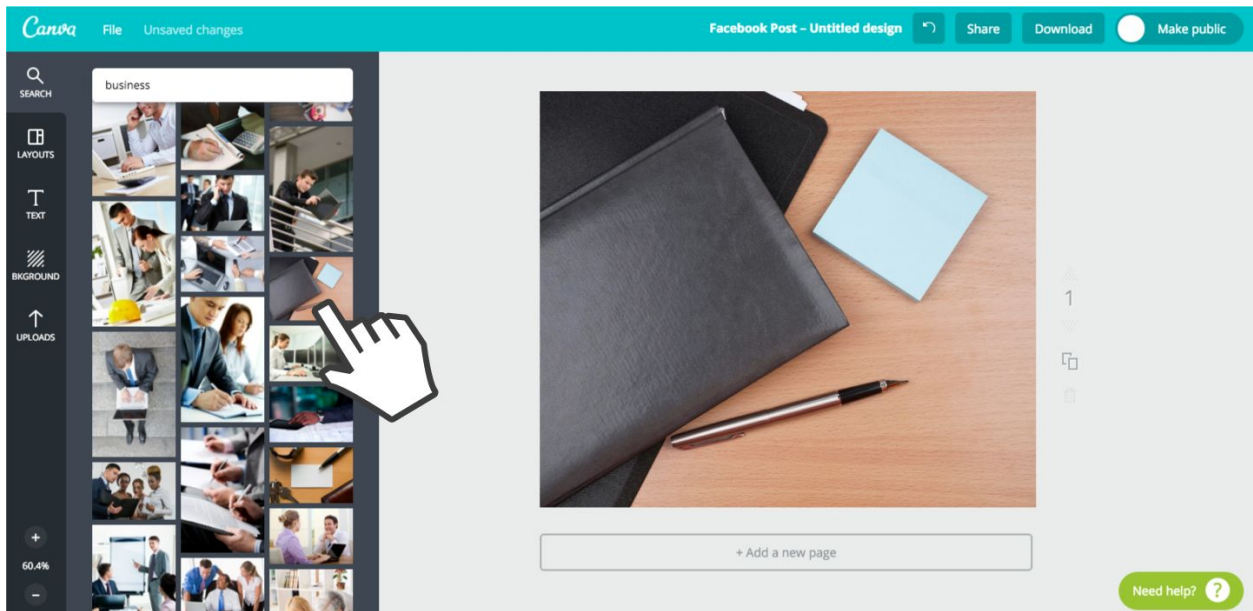 Canva File Unsaved changes Facebook Post – Untitled design Share Download Make public
SEARCH
business
LAYOUTS
T
TEXT
BKGROUND
UPLOADS
1
+
60.4%
–
+ Add a new page
Need help? ?